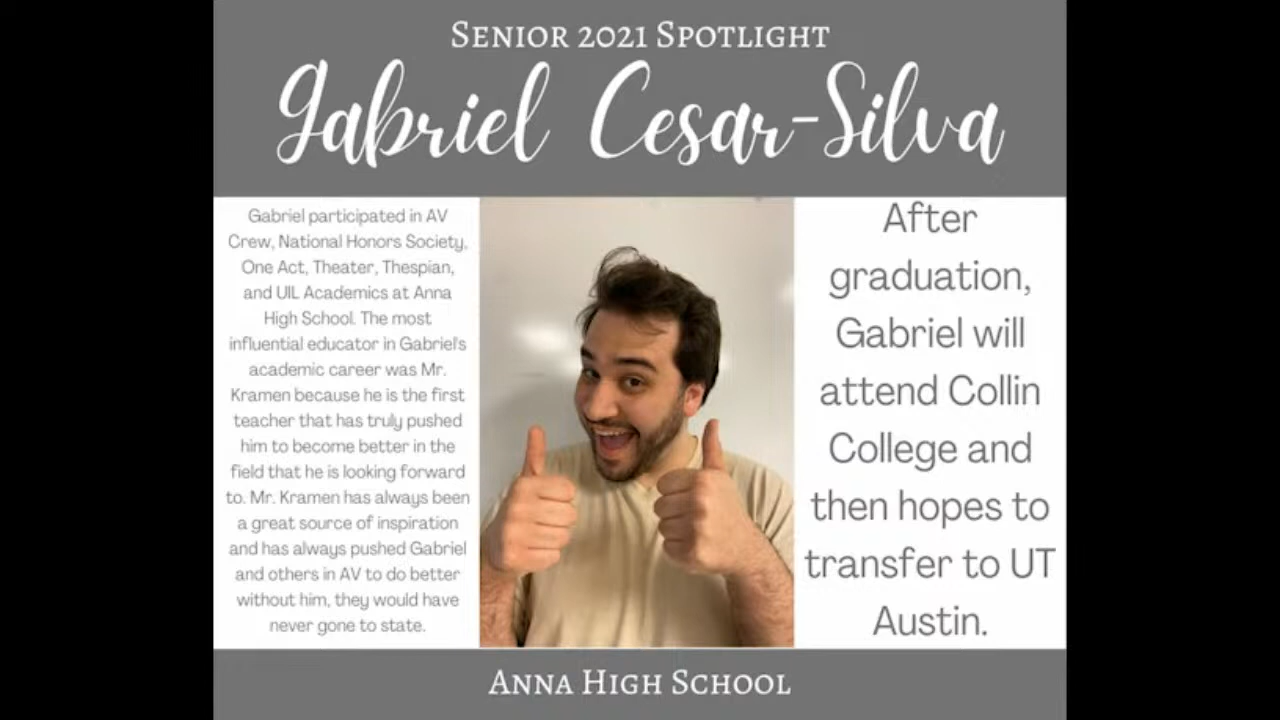 Senior 2021 Spotlight
Gabriel Cesar-Silva
Gabriel participated in AV
Crew, National Honors Society,
One Act, Theater, Thespian,
and UIL Academics at Anna
High School. The most
influential educator in Gabriel's
academic career was Mr.
Kramen because he is the first
teacher that has truly pushed
him to become better in the
field that he is looking forward
to. Mr. Kramen has always been
a great source of inspiration
and has always pushed Gabriel
and others in AV to do better
without him, they would have
never gone to state.
After
graduation,
Gabriel will
attend Collin
College and
then hopes to
transfer to UT
Austin.
Anna High School